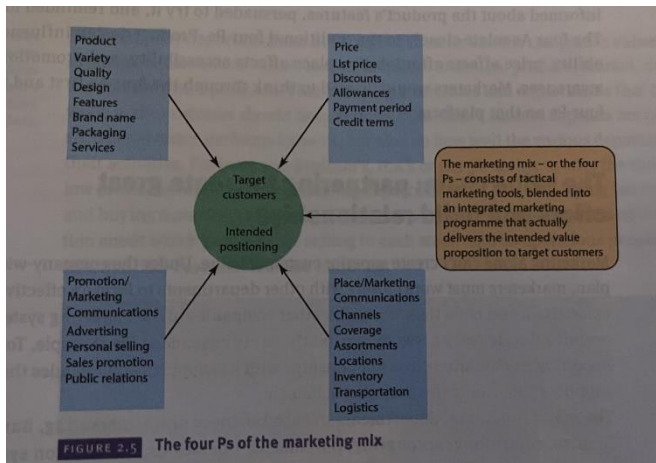 Product
Variety
Quality
Design
Features
Brand name
Packaging
Services
Price
List price
Discounts
Allowances
Payment period
Credit terms
Target
customers
Intended
positioning
The marketing mix – or the four
Ps – consists of tactical
marketing tools, blended into
an integrated marketing
programme that actually
delivers the intended value
proposition to target customers
Promotion/
Marketing
Communications
Advertising
Personal selling
Sales promotion
Public relations
Place/Marketing
Communications
Channels
Coverage
Assortments
Locations
Inventory
Transportation
Logistics
FIGURE 2.5 The four Ps of the marketing mix